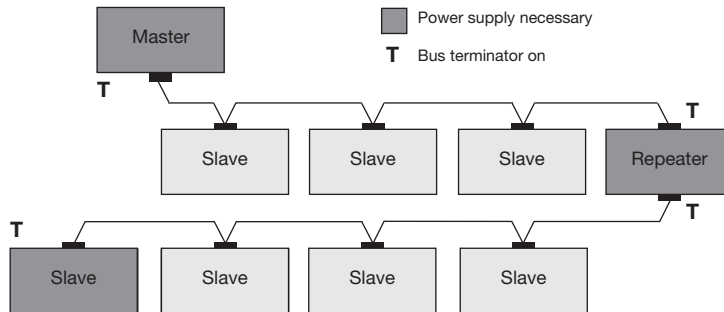 Master
Power supply necessary
T Bus terminator on
T
T
Slave Slave Slave Repeater
T
T
Slave Slave Slave Slave